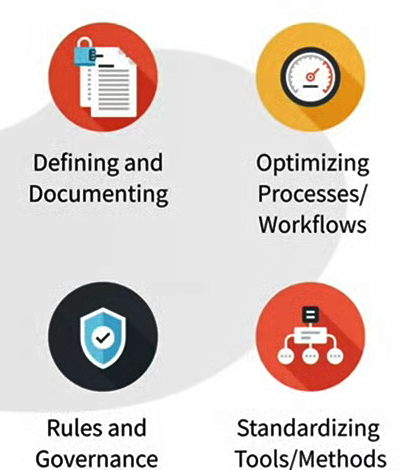 Defining and
Documenting
Optimizing
Processes/
Workflows
Rules and
Governance
Standardizing
Tools/Methods